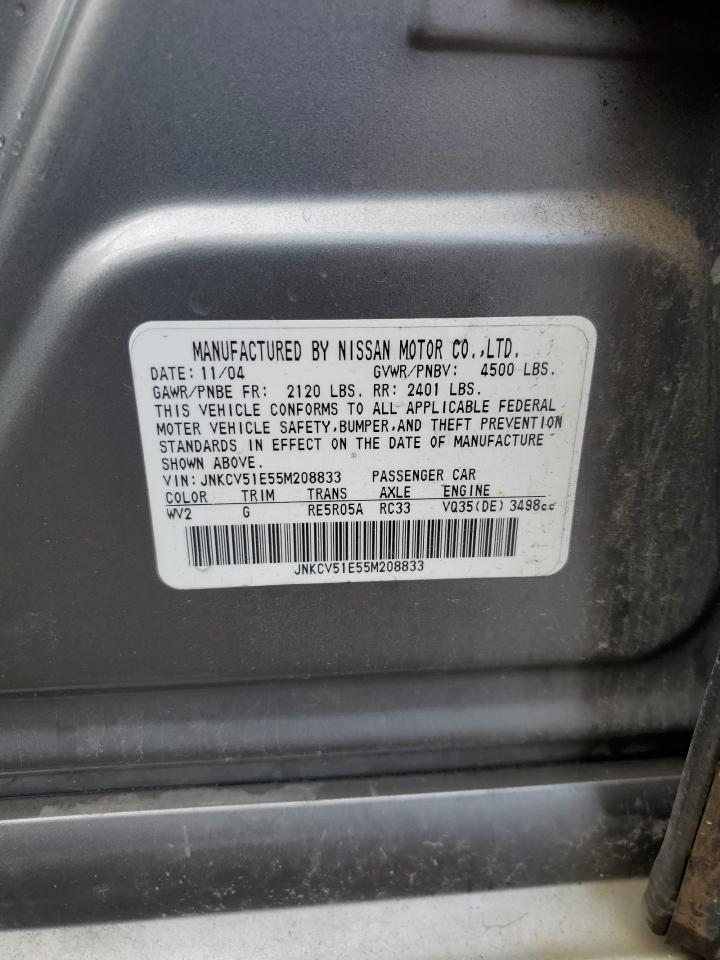 MANUFACTURED BY NISSAN MOTOR CO.,LTD.
DATE: 11/04 GVWR/PNBV: 4500 LBS.
GAWR/PNBE FR: 2120 LBS. RR: 2401 LBS.
THIS VEHICLE CONFORMS TO ALL APPLICABLE FEDERAL
MOTOR VEHICLE SAFETY,BUMPER,AND THEFT PREVENTION
STANDARDS IN EFFECT ON THE DATE OF MANUFACTURE
SHOWN ABOVE.
VIN: JNKCV51E55M208833 PASSENGER CAR
COLOR TRIM TRANS AXLE ENGINE
WV2 G RE5R05A RC33 VQ35(DE) 3498cc
JNKCV51E55M208833